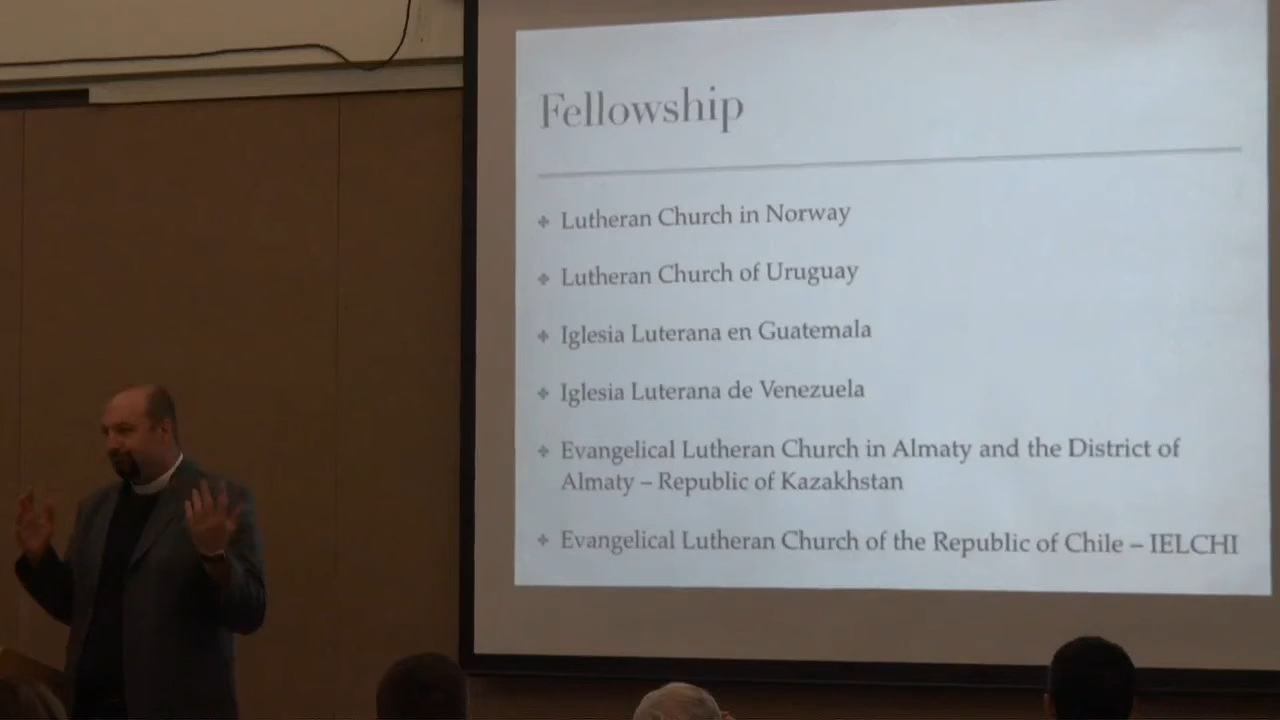 Fellowship
Lutheran Church in Norway
Lutheran Church of Uruguay
Iglesia Luterana en Guatemala
Iglesia Luterana de Venezuela
Evangelical Lutheran Church in Almaty and the District of
Almaty – Republic of Kazakhstan
Evangelical Lutheran Church of the Republic of Chile – IELCHI